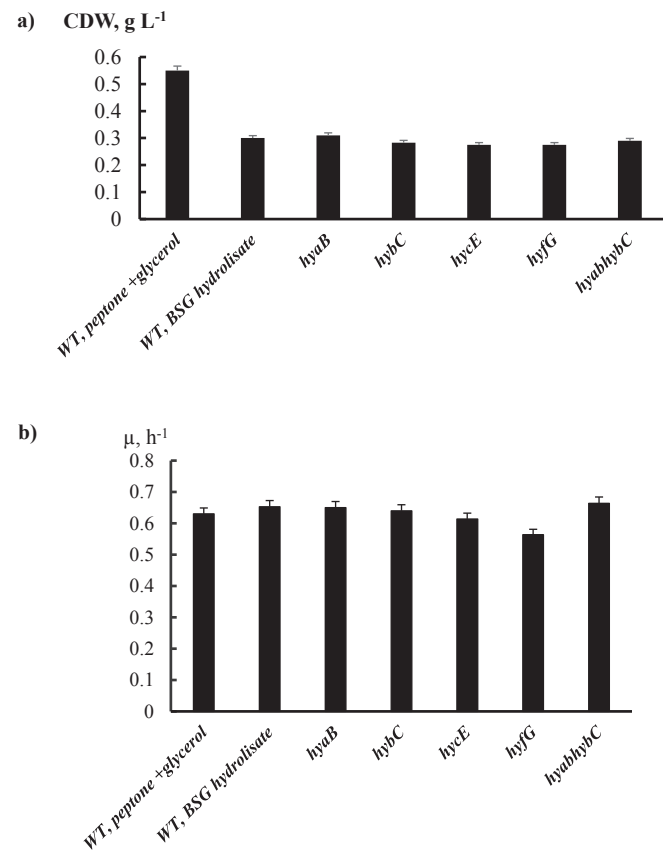 a) CDW, g L-1
0.6
0.5
0.4
0.3
0.2
0.1
0
WT, peptone +glycerol
WT, BSG hydrolisate
hyaB
hybC
hycE
hyfG
hyabhybC
b)
µ, h-1
0.8
0.7
0.6
0.5
0.4
0.3
0.2
0.1
0
WT, peptone +glycerol
WT, BSG hydrolisate
hyaB
hybC
hycE
hyfG
hyabhybC